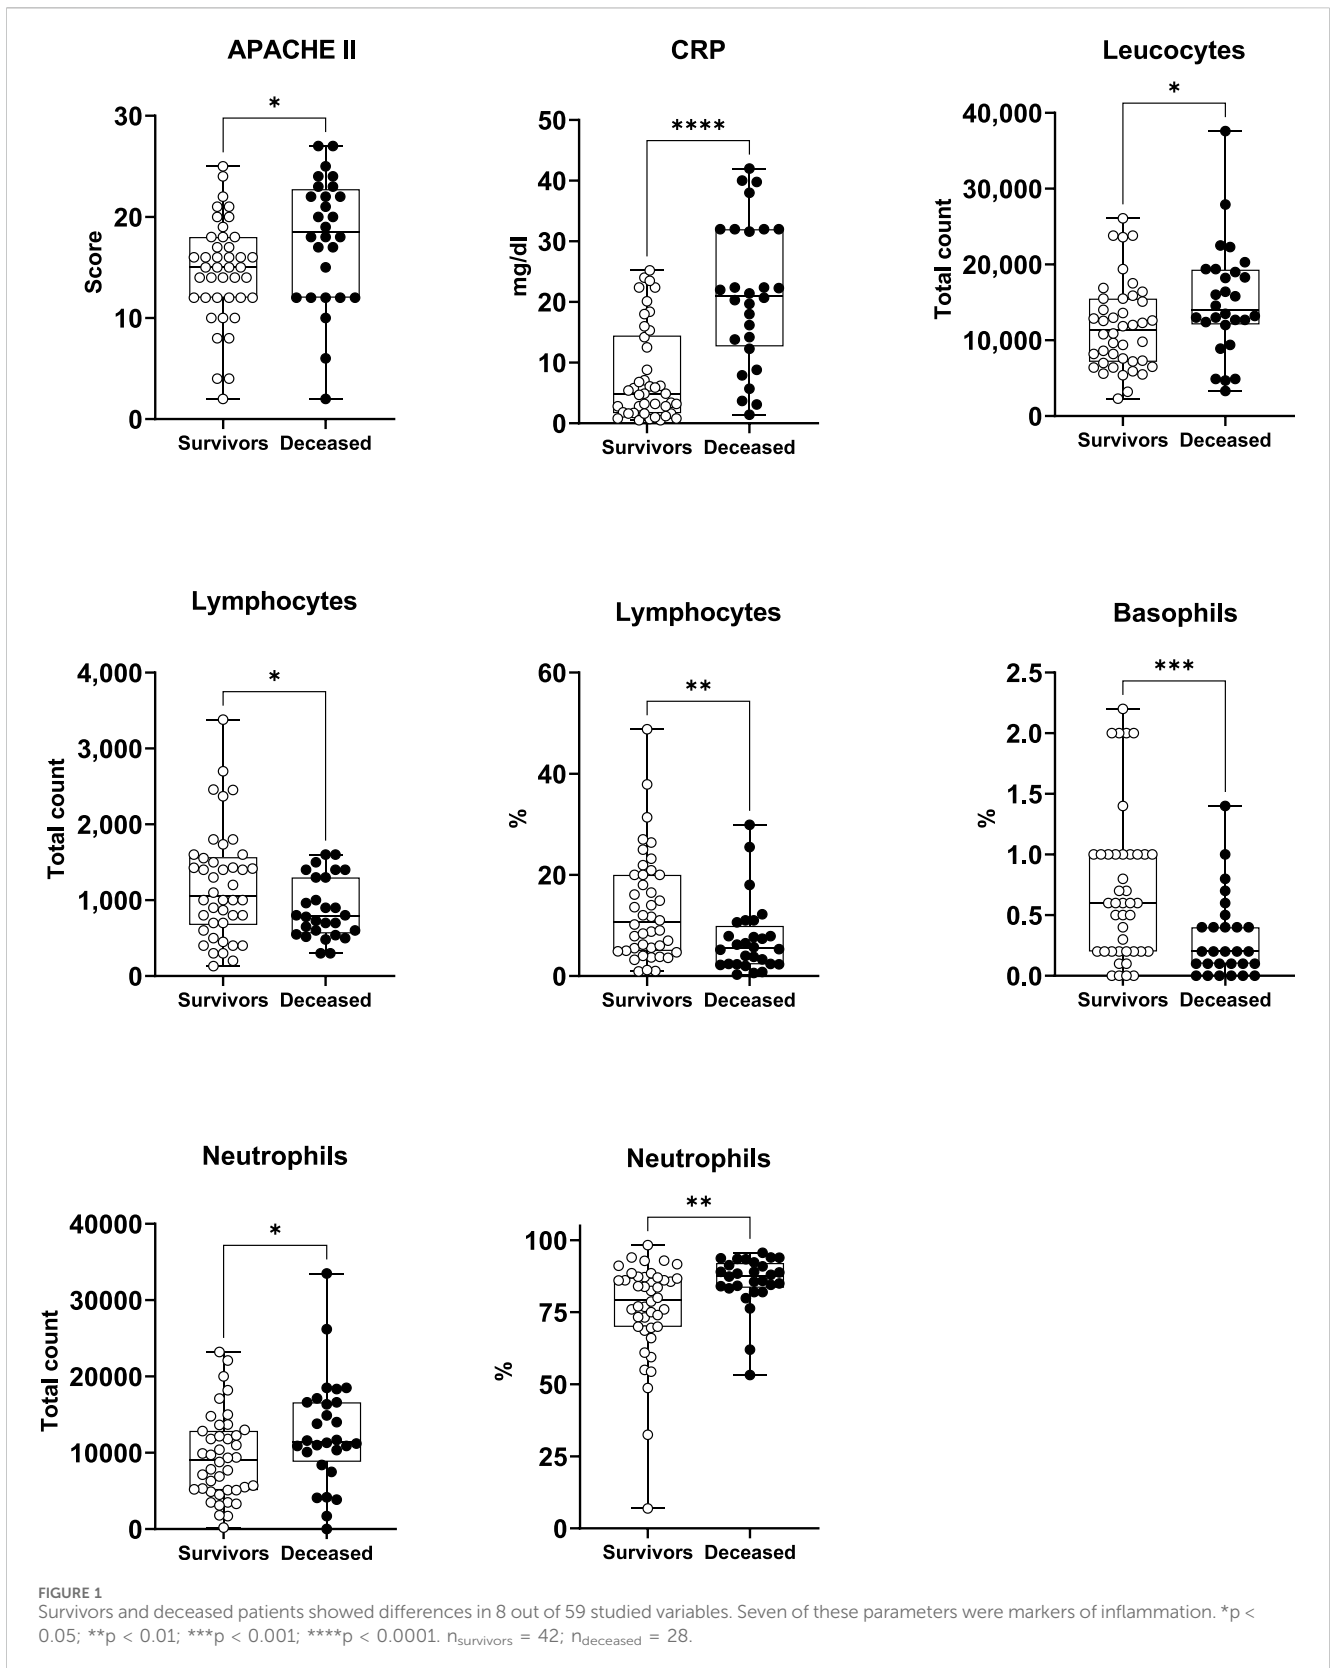 APACHE II
*
30
20
10
0
Score
Survivors Deceased
CRP
****
50
40
30
20
10
0
mg/dl
Survivors Deceased
Leucocytes
*
40,000
30,000
20,000
10,000
0
Total count
Survivors Deceased
Lymphocytes
*
4,000
3,000
2,000
1,000
0
Total count
Survivors Deceased
Lymphocytes
**
60
40
20
0
%
Survivors Deceased
Basophils
***
2.5
2.0
1.5
1.0
0.5
0.0
%
Survivors Deceased
Neutrophils
*
40000
30000
20000
10000
0
Total count
Survivors Deceased
Neutrophils
**
100
75
50
25
0
%
Survivors Deceased
FIGURE 1
Survivors and deceased patients showed differences in 8 out of 59 studied variables. Seven of these parameters were markers of inflammation. *p <
0.05; **p < 0.01; ***p < 0.001; ****p < 0.0001. nsurvivors = 42; ndeceased = 28.